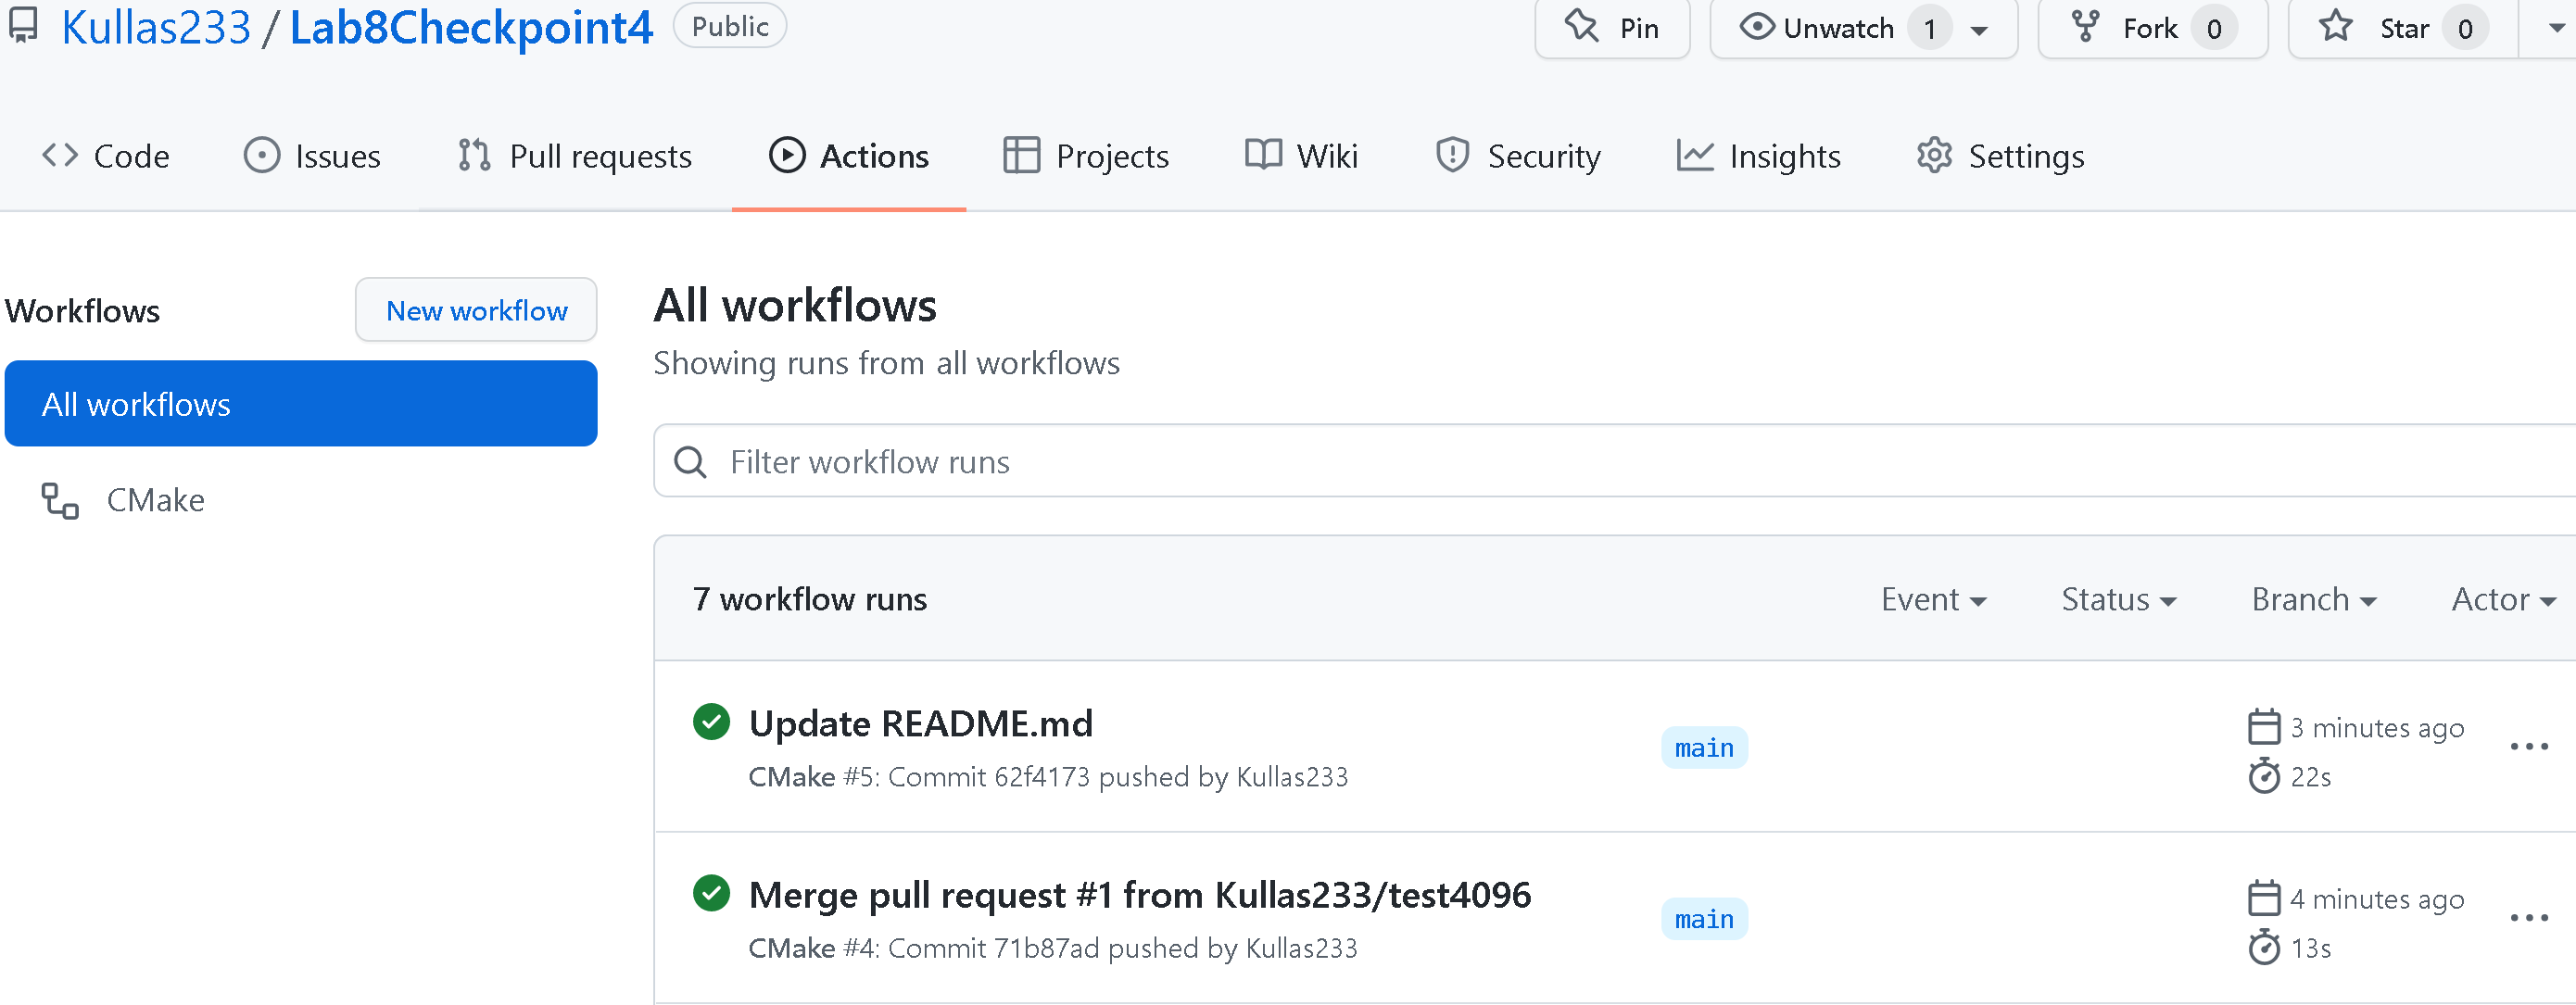 Kullas233 / Lab8Checkpoint4 Public Pin Unwatch 1 Fork 0 Star 0
Code Issues Pull requests Actions Projects Wiki Security Insights Settings
Workflows New workflow
All workflows
CMake
All workflows
Showing runs from all workflows
Filter workflow runs
7 workflow runs Event Status Branch Actor
Update README.md
CMake #5: Commit 62f4173 pushed by Kullas233
main
3 minutes ago
22s
Merge pull request #1 from Kullas233/test4096
CMake #4: Commit 71b87ad pushed by Kullas233
main
4 minutes ago
13s